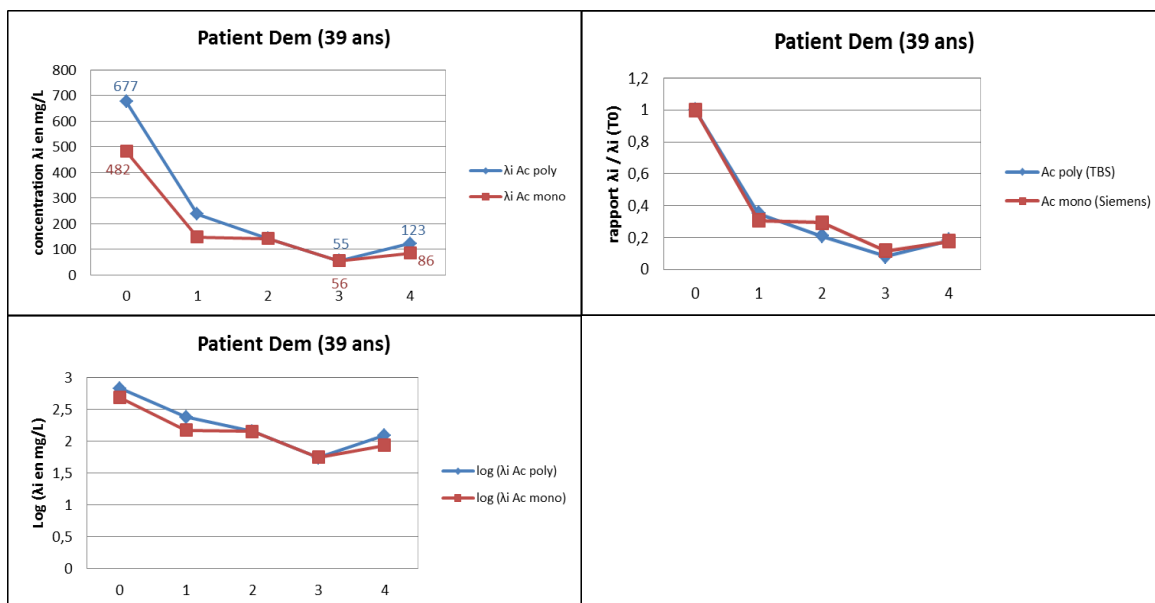 Patient Dem (39 ans)
concentration λi en mg/L
800
700
600
500
400
300
200
100
0
677
482
55
56
123
86
0 1 2 3 4
λi Ac poly
λi Ac mono
Patient Dem (39 ans)
rapport λi / λi (T0)
1,2
1
0,8
0,6
0,4
0,2
0
0 1 2 3 4
Ac poly (TBS)
Ac mono (Siemens)
Patient Dem (39 ans)
Log (λi en mg/L)
3
2,5
2
1,5
1
0,5
0
0 1 2 3 4
log (λi Ac poly)
log (λi Ac mono)